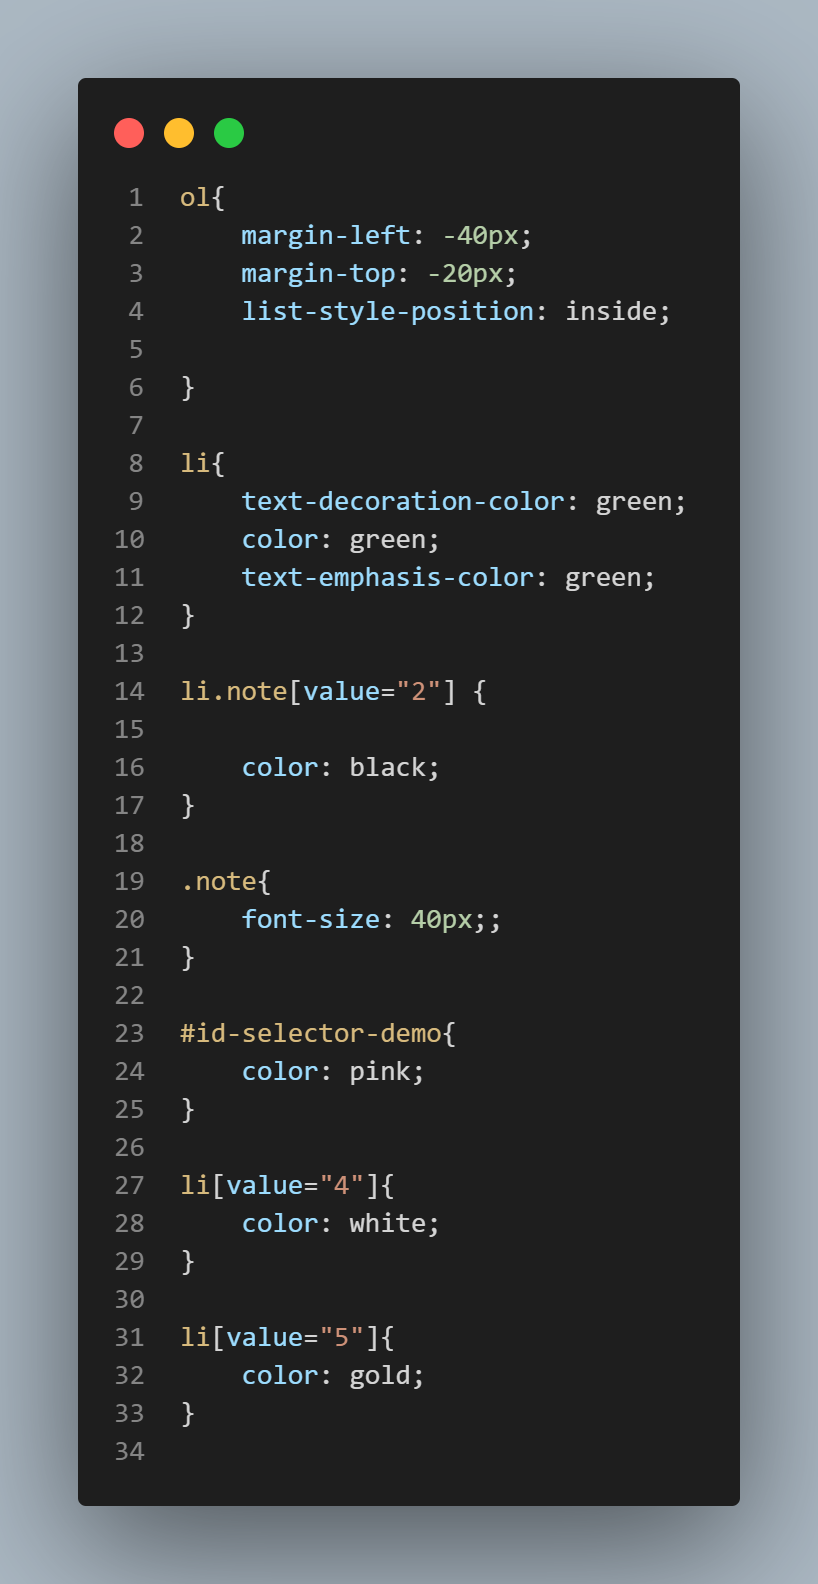 1 ol{
2     margin-left: -40px;
3     margin-top: -20px;
4     list-style-position: inside;
5
6 }
7
8 li{
9     text-decoration-color: green;
10     color: green;
11     text-emphasis-color: green;
12 }
13
14 li.note[value="2"] {
15
16     color: black;
17 }
18
19 .note{
20     font-size: 40px;;
21 }
22
23 #id-selector-demo{
24     color: pink;
25 }
26
27 li[value="4"]{
28     color: white;
29 }
30
31 li[value="5"]{
32     color: gold;
33 }
34